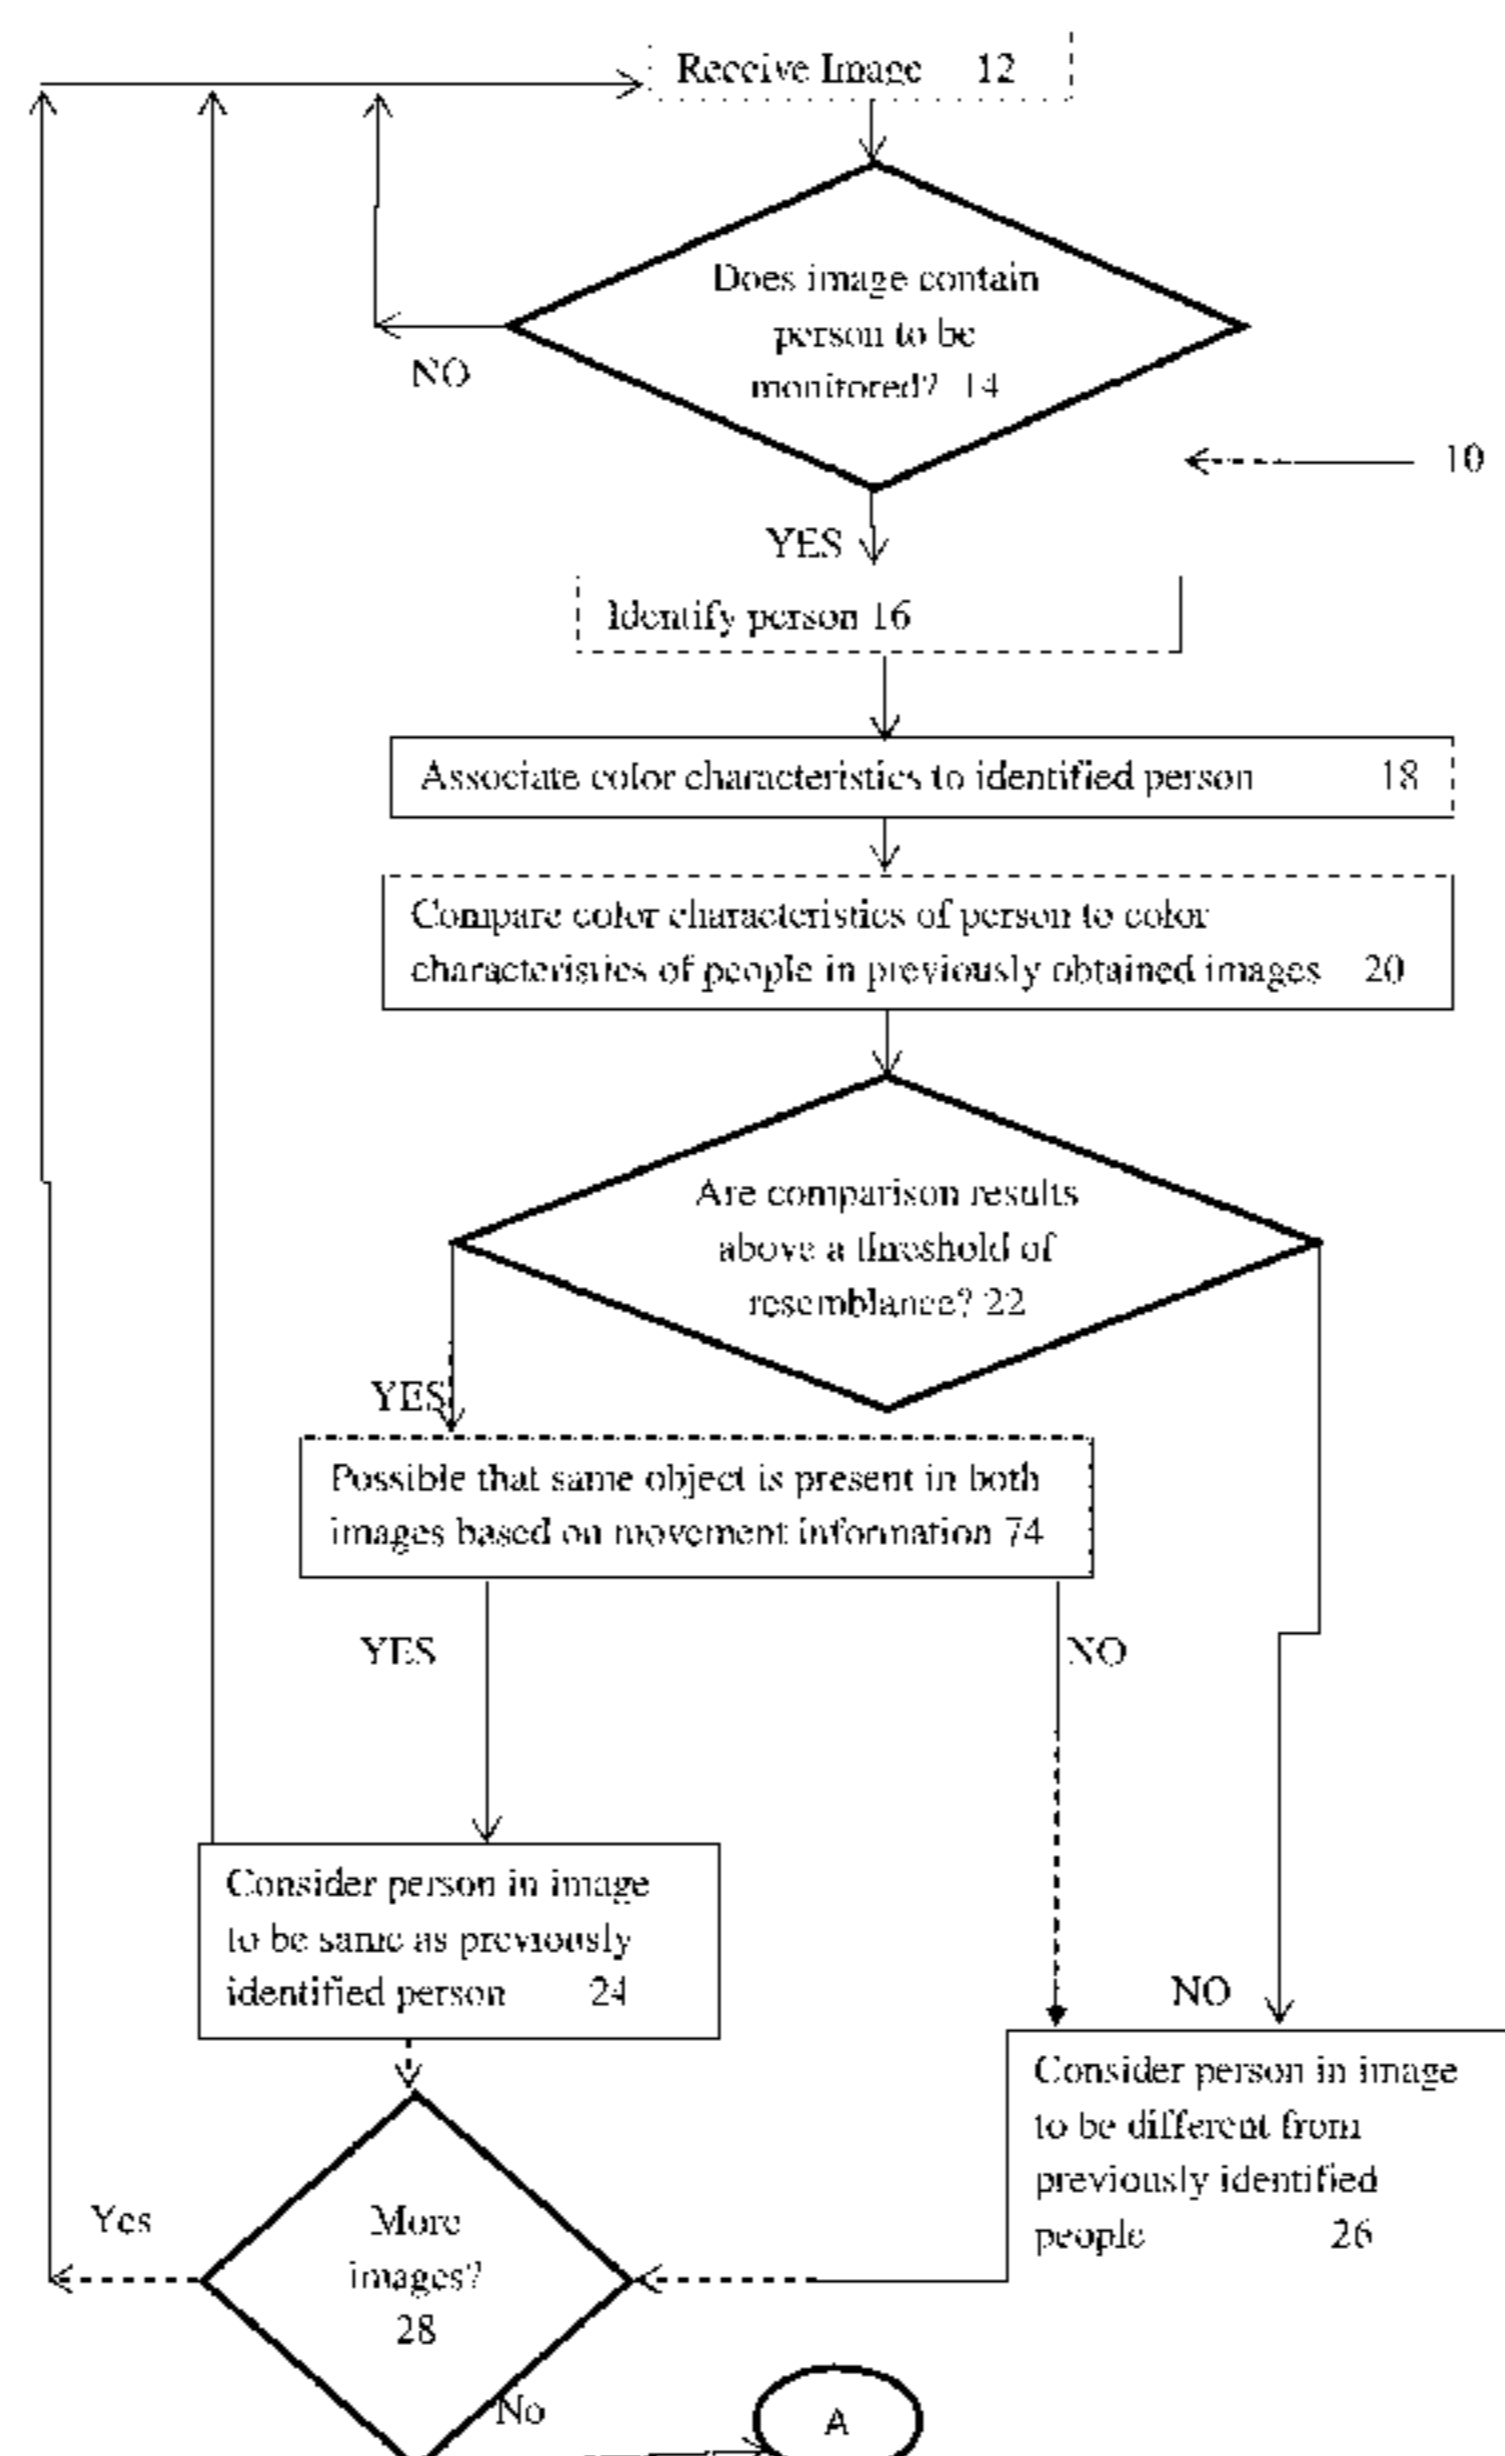 Receive Image 12
Does image contain
person to be
monitored? 14
NO
10
YES
Identify person 16
Associate color characteristics to identified person 18
Compare color characteristics of person to color
characteristics of people in previously obtained images 20
Are comparison results
above a threshold of
resemblance? 22
YES
Possible that same object is present in both
images based on movement information 74
YES
NO
Consider person in image
to be same as previously
identified person 24
NO
Consider person in image
to be different from
previously identified
people 26
Yes
More
images?
28
No
A